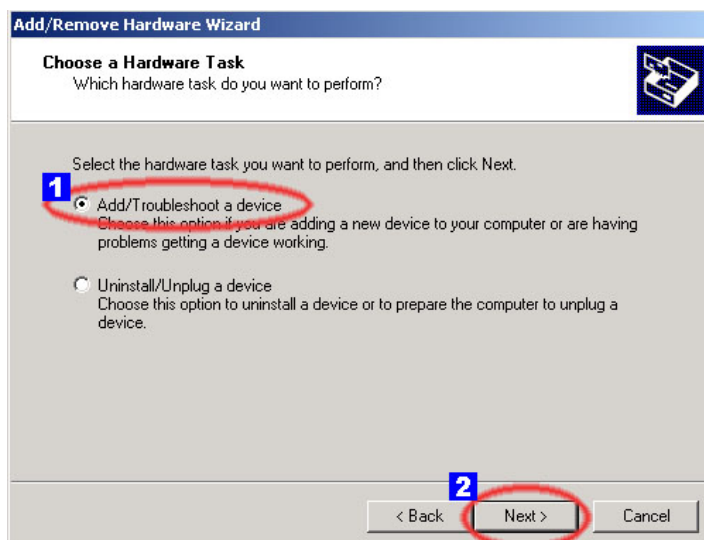 Add/Remove Hardware Wizard
Choose a Hardware Task
Which hardware task do you want to perform?
Select the hardware task you want to perform, and then click Next.
1
Add/Troubleshoot a device
Choose this option if you are adding a new device to your computer or are having
problems getting a device working.
Uninstall/Unplug a device
Choose this option to uninstall a device or to prepare the computer to unplug a
device.
2
< Back Next > Cancel